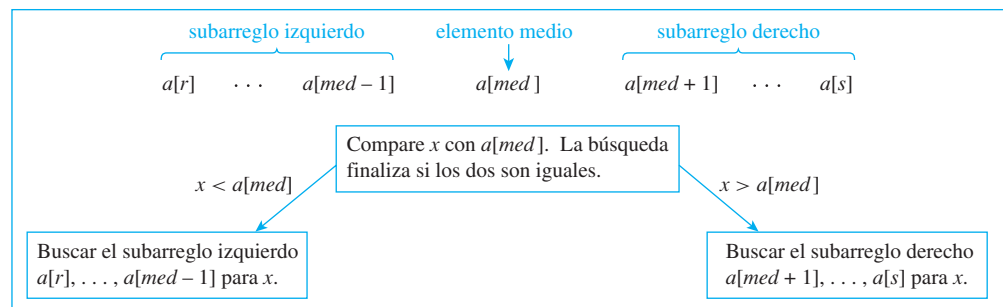 subarreglo izquierdo elemento medio subarreglo derecho
a[r] · · · a[med – 1] a[med ] a[med + 1] · · · a[s]
Compare x con a[med]. La búsqueda
finaliza si los dos son iguales.
x < a[med] x > a[med]
Buscar el subarreglo izquierdo
a[r], . . . , a[med – 1] para x.
Buscar el subarreglo derecho
a[med + 1], . . . , a[s] para x.